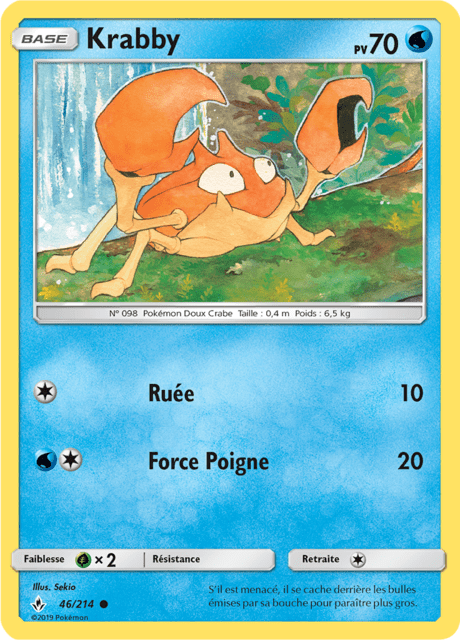 BASE Krabby PV70
N° 098 Pokémon Doux Crabe Taille : 0,4 m Poids : 6,5 kg
Ruée 10
Force Poigne 20
Faiblesse ×2 Résistance Retraite
Illus. Sekio
46/214
©2019 Pokémon
S'il est menacé, il se cache derrière les bulles
émises par sa bouche pour paraître plus gros.